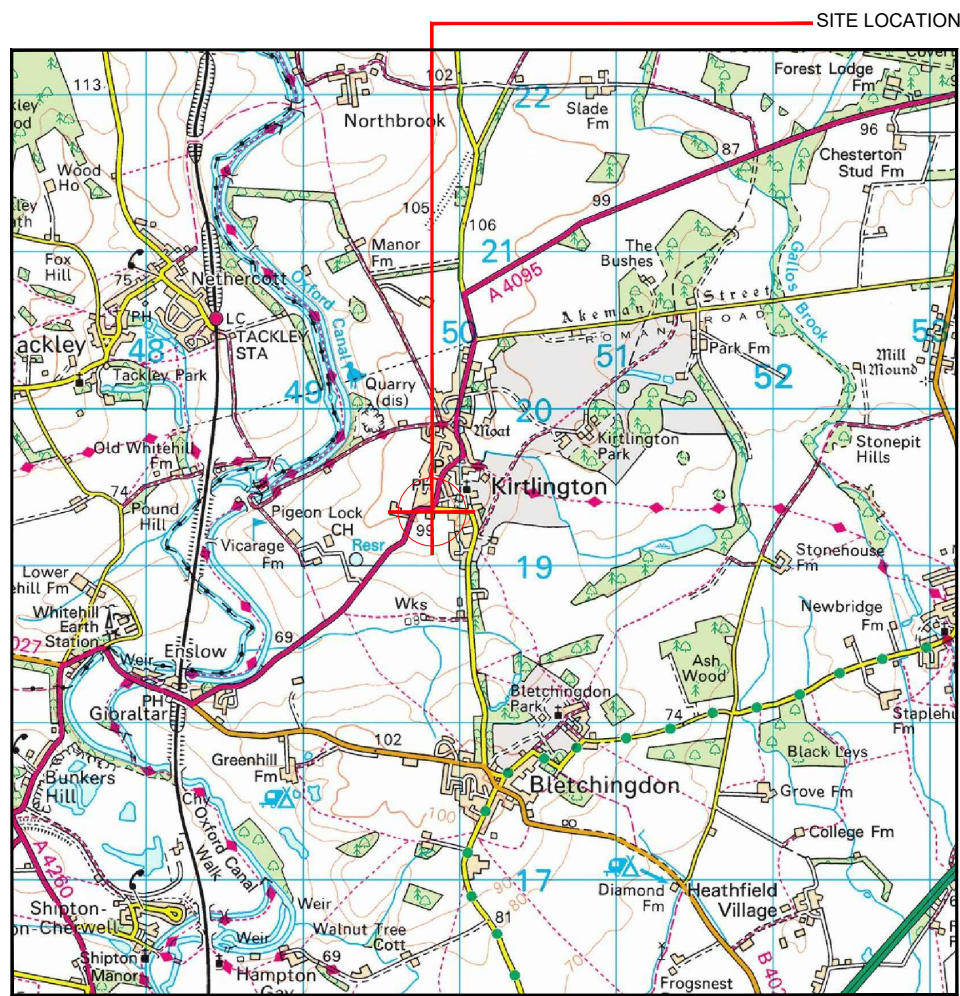 SITE LOCATION
102
Forest Lodge
Fm
113
22
Slade
Fm
Northbrook
96
87
Chesterton
Stud Fm
Wood
Ho
105
99
106
Fox
Hill
Manor
Fm
21
The
Bushes
75
Nethercott
Oxford Canal
A 4095
Gallos Brook
Akeman Street
ROMAN ROAD
PH
LC
TACKLEY
STA
50
51
Park Fm
48
52
Mill
Mound
Tackley Park
49
Quarry
(dis)
20
Moat
Kirtlington
Park
Old Whitehill
Fm
Stonepit
Hills
P
PH
Kirtlington
74
Pound
Hill
Pigeon Lock
CH
99
Vicarage
Fm
Resr
19
Stonehouse
Fm
Lower
Wks
Newbridge
Fm
Whitehill
Earth
Station
69
Enslow
Weir
Ash
Wood
PH
Gibraltar
Bletchingdon
Park
74
Greenhill
Fm
102
Black Leys
Bunkers
Hill
Bletchingdon
Grove Fm
Chy
100
Oxford Canal
Walk
College Fm
A 4260
90
80
17
Diamond
Fm
Heathfield
Village
Shipton-
on-Cherwell
Weir
81
Weir
Walnut Tree
Cott
Shipton
Manor
69
70
Hampton
Gay
Frogsnest